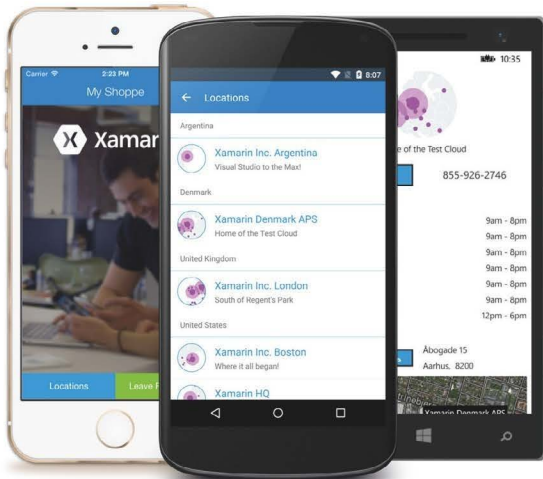 Carrier 2:23 PM
My Shoppe
X Xamar
Locations
Leave
8:07
Locations
Argentina
Xamarin Inc. Argentina
Visual Studio to the Max!
Denmark
Xamarin Denmark APS
Home of the Test Cloud
United Kingdom
Xamarin Inc. London
South of Regent's Park
United States
Xamarin Inc. Boston
Where it all began!
Xamarin HQ
10:35
e of the Test Cloud
855-926-2746
9am - 8pm
9am - 8pm
9am - 8pm
9am - 8pm
9am - 8pm
9am - 8pm
12pm - 6pm
s
Åbogade 15
Aarhus, 8200
Xamarin Denmark APS